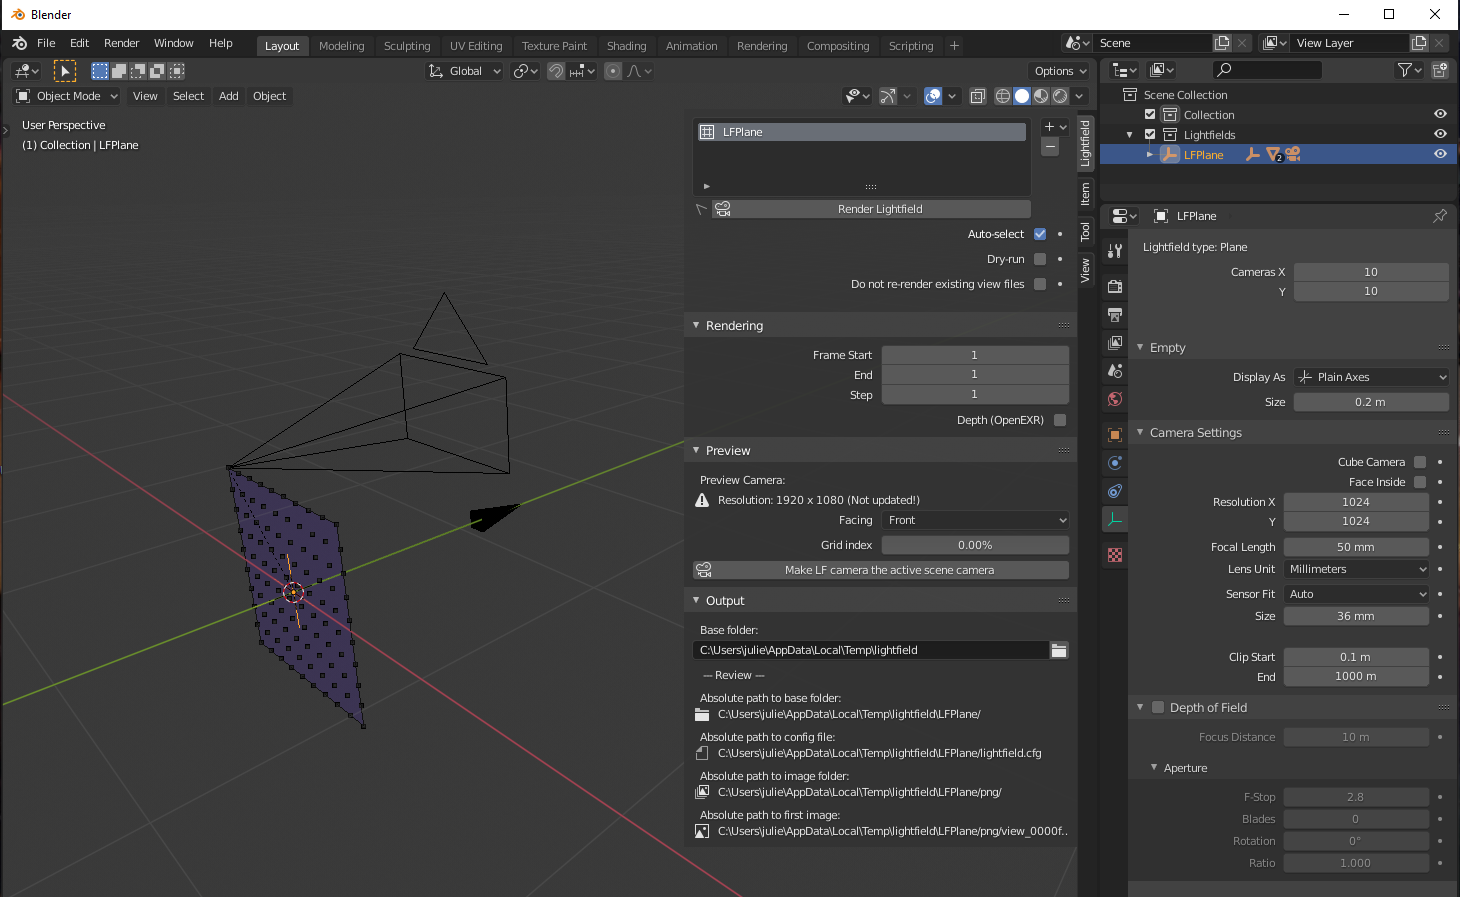 Blender
File Edit Render Window Help Layout Modeling Sculpting UV Editing Texture Paint Shading Animation Rendering Compositing Scripting + Scene View Layer
Global Options
Object Mode View Select Add Object
User Perspective
(1) Collection | LFPlane
LFPlane
Render Lightfield
Auto-select
Dry-run
Do not re-render existing view files
Rendering
Frame Start 1
End 1
Step 1
Depth (OpenEXR)
Preview
Preview Camera:
Resolution: 1920 x 1080 (Not updated!)
Facing Front
Grid index 0.00%
Make LF camera the active scene camera
Output
Base folder:
C:\Users\julie\AppData\Local\Temp\lightfield
--- Review ---
Absolute path to base folder:
C:\Users\julie\AppData\Local\Temp\lightfield\LFPlane/
Absolute path to config file:
C:\Users\julie\AppData\Local\Temp\lightfield\LFPlane/lightfield.cfg
Absolute path to image folder:
C:\Users\julie\AppData\Local\Temp\lightfield\LFPlane/png/
Absolute path to first image:
C:\Users\julie\AppData\Local\Temp\lightfield\LFPlane/png/view_0000f..
Lightfield
Item
Tool
View
Scene Collection
Collection
Lightfields
LFPlane 2
LFPlane
Lightfield type: Plane
Cameras X 10
Y 10
Empty
Display As Plain Axes
Size 0.2 m
Camera Settings
Cube Camera
Face Inside
Resolution X 1024
Y 1024
Focal Length 50 mm
Lens Unit Millimeters
Sensor Fit Auto
Size 36 mm
Clip Start 0.1 m
End 1000 m
Depth of Field
Focus Distance 10 m
Aperture
F-Stop 2.8
Blades 0
Rotation 0°
Ratio 1.000